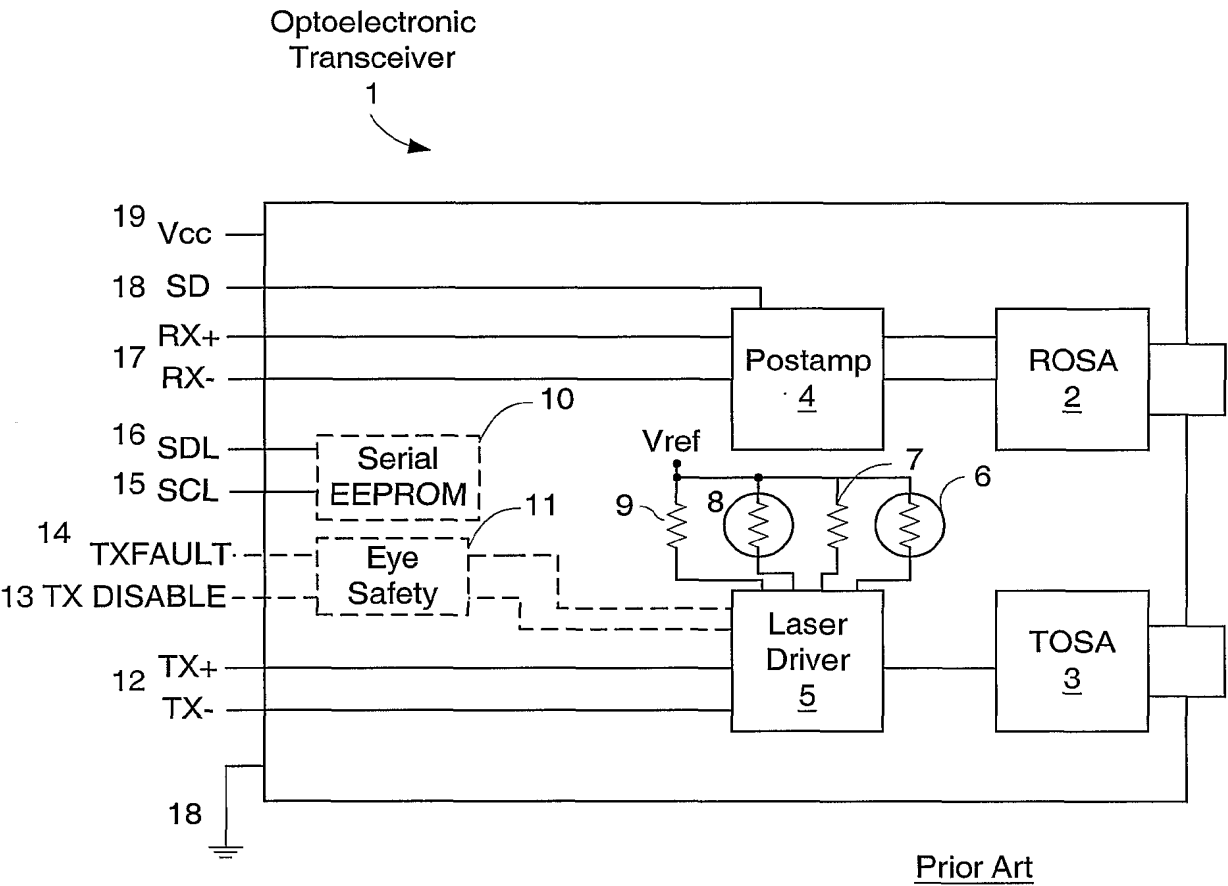 Optoelectronic
Transceiver
1
19
Vcc
18 SD
RX+
17
RX-
Postamp
4
ROSA
2
16
SDL
15 SCL
Serial
EEPROM
10
Vref
9
8
7
6
14
TXFAULT
13 TX DISABLE
Eye
Safety
11
Laser
Driver
5
TOSA
3
12
TX+
TX-
18
Prior Art